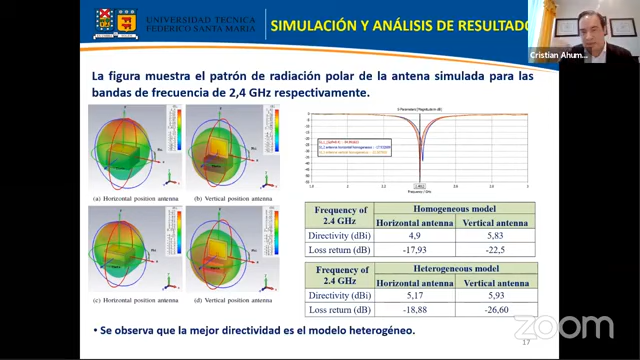 UNIVERSIDAD TECNICA
FEDERICO SANTA MARIA
SIMULACIÓN Y ANÁLISIS DE RESULTADO
Cristian Ahum...
La figura muestra el patrón de radiación polar de la antena simulada para las
bandas de frecuencia de 2,4 GHz respectivamente.
(a) Horizontal position antenna
(b) Vertical position antenna
(c) Horizontal position antenna
(d) Vertical position antenna
Frequency / GHz
Frequency of 2.4 GHz
Homogeneous model
Horizontal antenna Vertical antenna
Directivity (dBi) 4,9 5,83
Loss return (dB) -17,93 -22,5
Frequency of 2.4 GHz
Heterogeneous model
Horizontal antenna Vertical antenna
Directivity (dBi) 5,17 5,93
Loss return (dB) -18,88 -26,60
• Se observa que la mejor directividad es el modelo heterogéneo.
zoom
17